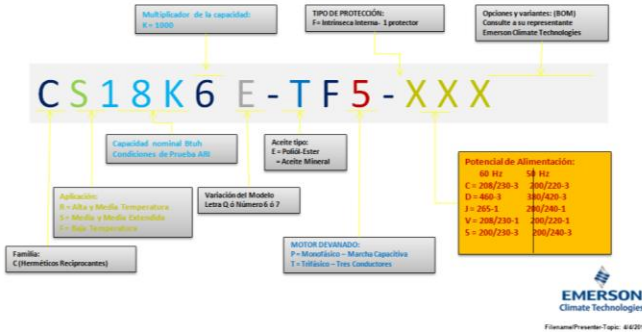 Multiplicador de la capacidad:
K = 1000
TIPO DE PROTECCIÓN:
F= Intrínseca Interna- 1 protector
Opciones y variantes: (BOM)
Consulte a su representante
Emerson Climate Technologies
CS18K6E-TF5-XXX
Capacidad nominal Btuh
Condiciones de Prueba ARI
Aceite tipo:
E = Poliól-Ester
= Aceite Mineral
Aplicación:
R = Alta y Media Temperatura
S = Media y Media Extendida
F = Baja Temperatura
Variación del Modelo
Letra Q ó Número 6 ó 7
Potencial de Alimentación:
60 Hz 50 Hz
C = 208/230-3 200/220-3
D = 460-3 380/420-3
J = 265-1 200/240-1
V = 208/230-1 200/220-1
5 = 200/230-3 200/240-3
Familia:
C (Herméticos Reciprocantes)
MOTOR DEVANADO:
P = Monofásico – Marcha Capacitiva
T = Trifásico – Tres Conductores
EMERSON
Climate Technologies